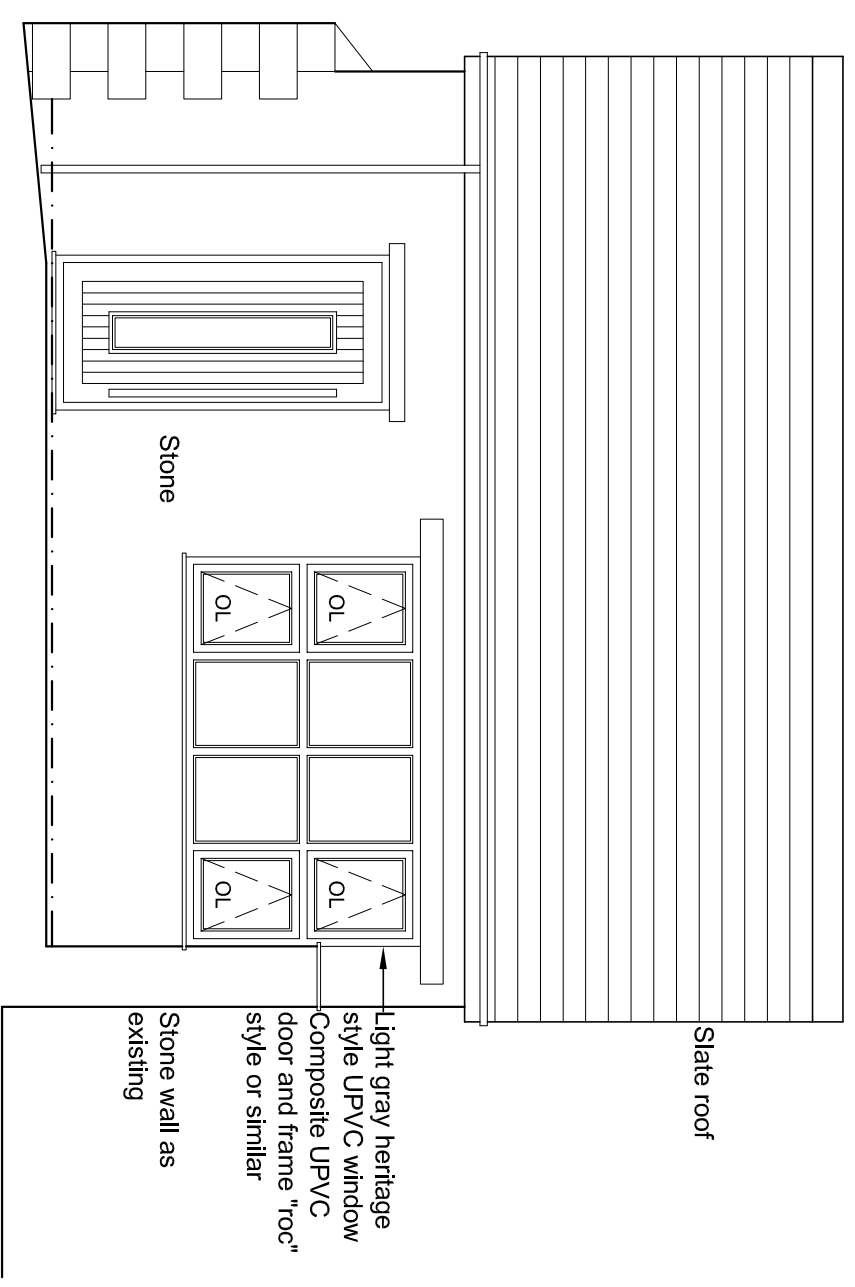 Slate roof
Light gray heritage
style UPVC window
Composite UPVC
door and frame "roc"
style or similar
Stone wall as
existing
OL
OL
OL
OL
Stone